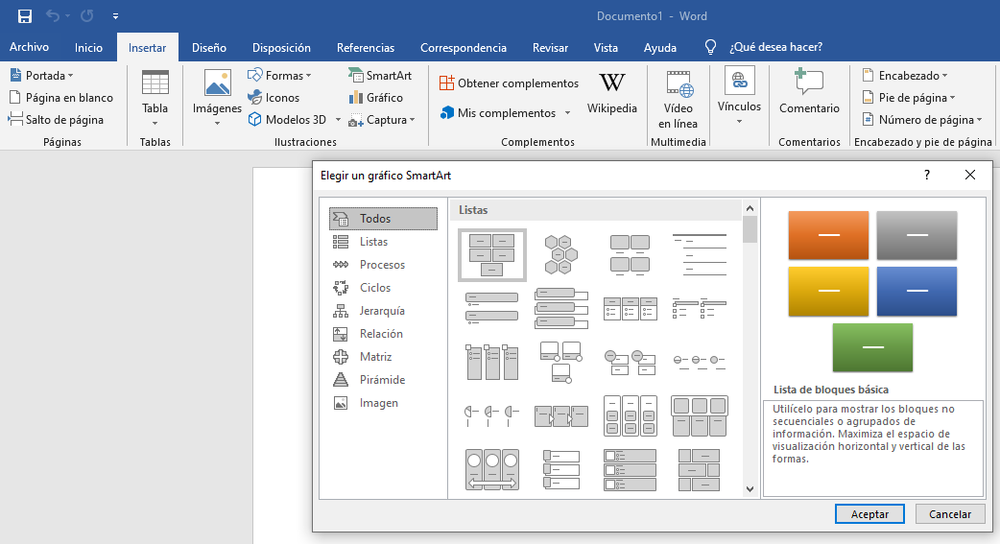 Documento1 - Word
Archivo Inicio Insertar Diseño Disposición Referencias Correspondencia Revisar Vista Ayuda ¿Qué desea hacer?
Portada
Página en blanco
Salto de página
Páginas
Tabla
Tablas
Imágenes
Formas
Iconos
Modelos 3D
SmartArt
Gráfico
Captura
Ilustraciones
Obtener complementos
Mis complementos
W
Wikipedia
Complementos
Vídeo
en línea
Multimedia
Vínculos
Comentario
Comentarios
Encabezado
Pie de página
Número de página
Encabezado y pie de página
Elegir un gráfico SmartArt
?
Todos
Listas
Procesos
Ciclos
Jerarquía
Relación
Matriz
Pirámide
Imagen
Listas
Lista de bloques básica
Utilícelo para mostrar los bloques no
secuenciales o agrupados de
información. Maximiza el espacio de
visualización horizontal y vertical de las
formas.
Aceptar Cancelar